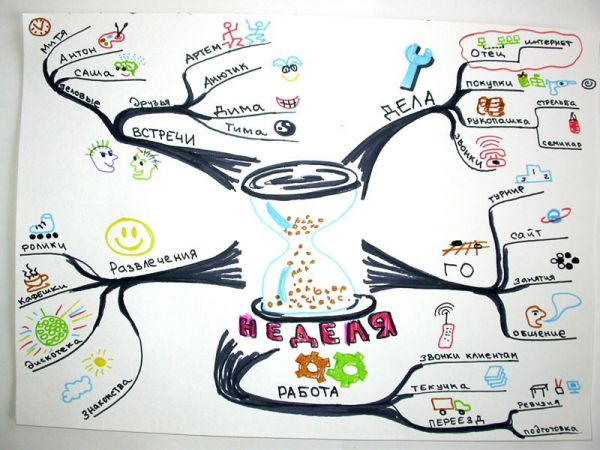 МИТЯ
АНТОН
САША
ДЕЛОВЫЕ
ДРУЗЬЯ
АРТЁМ
АНЮТИК
ДИМА
ТИМА
ВСТРЕЧИ
ДЕЛА
ОТЕЦ
ИНТЕРНЕТ
ПОКУПКИ
РУКОПАШКА
СТРЕЛЬБА
СЕМИНАР
ЗВОНКИ
РОЛИКИ
КАФЕШКИ
ДИСКОТЕКА
ЗНАКОМСТВА
РАЗВЛЕЧЕНИЯ
ГО
ТУРНИР
САЙТ
ЗАНЯТИЯ
ОБЩЕНИЕ
НЕДЕЛЯ
РАБОТА
ЗВОНКИ КЛИЕНТАМ
ТЕКУЧКА
ПЕРЕЕЗД
РЕВИЗИЯ
ПОДГОТОВКА